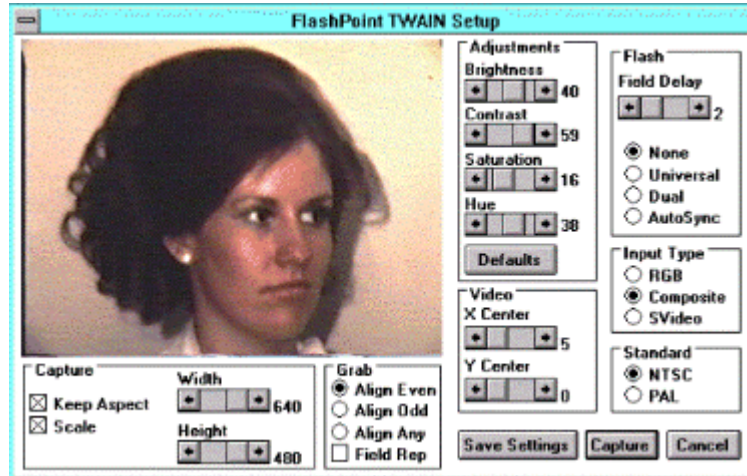 FlashPoint TWAIN Setup
Adjustments
Brightness
40
Contrast
59
Saturation
16
Hue
38
Defaults
Flash
Field Delay
2
None
Universal
Dual
AutoSync
Input Type
RGB
Composite
SVideo
Video
X Center
5
Y Center
0
Standard
NTSC
PAL
Capture
Keep Aspect
Scale
Width
640
Height
480
Grab
Align Even
Align Odd
Align Any
Field Rep
Save Settings
Capture
Cancel